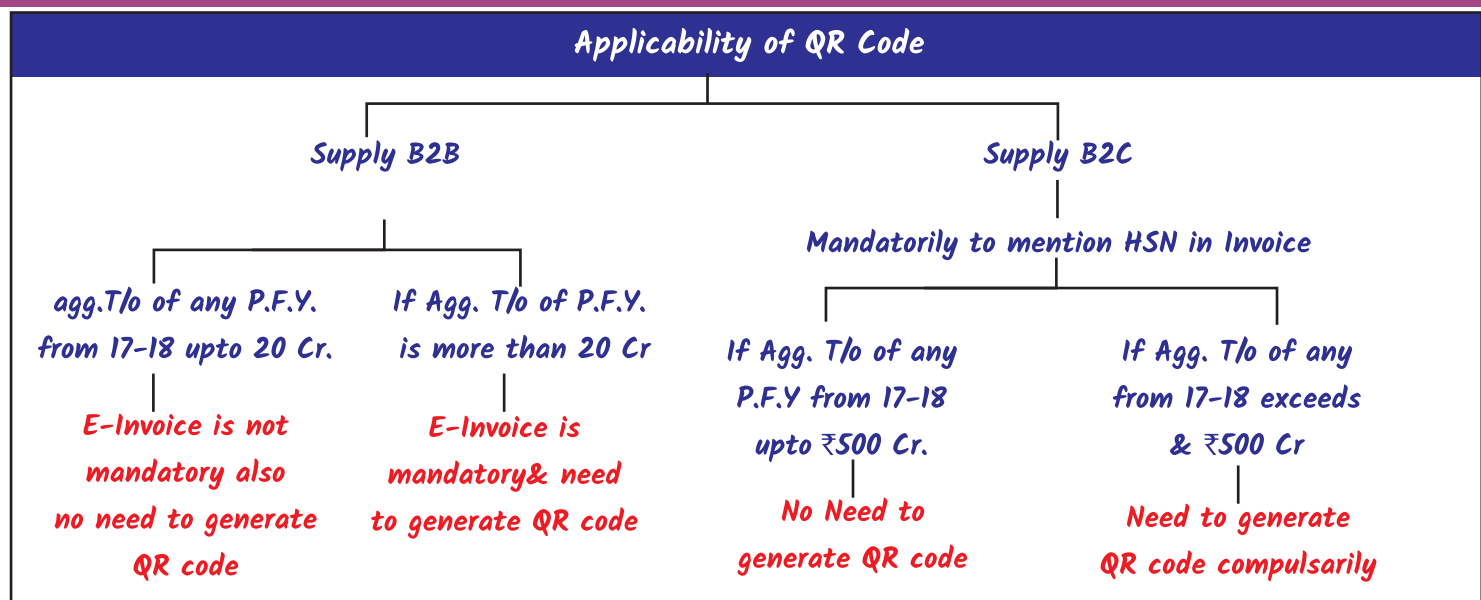 Applicability of QR Code
Supply B2B
agg.T/o of any P.F.Y.
from 17-18 upto 20 Cr.
E-Invoice is not
mandatory also
no need to generate
QR code
If Agg. T/o of P.F.Y.
is more than 20 Cr
E-Invoice is
mandatory& need
to generate QR code
Supply B2C
Mandatorily to mention HSN in Invoice
If Agg. T/o of any
P.F.Y from 17-18
upto ₹500 Cr.
No Need to
generate QR code
If Agg. T/o of any
from 17-18 exceeds
& ₹500 Cr
Need to generate
QR code compulsarily